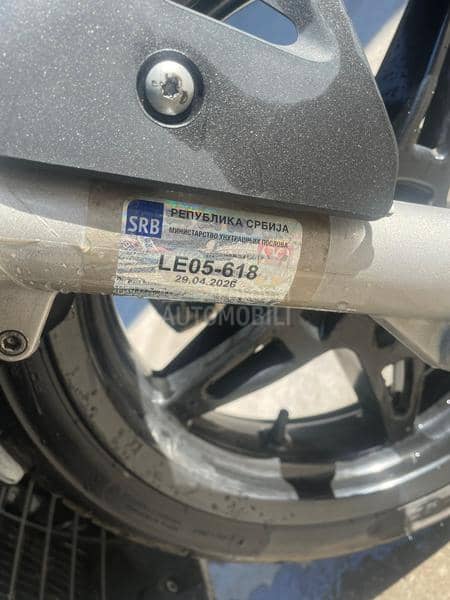 SRB
РЕПУБЛИКА СРБИЈА
МИНИСТАРСТВО УНУТРАШЊИХ ПОСЛОВА
LE05-618
29.04.2026
AUTOMOBILI